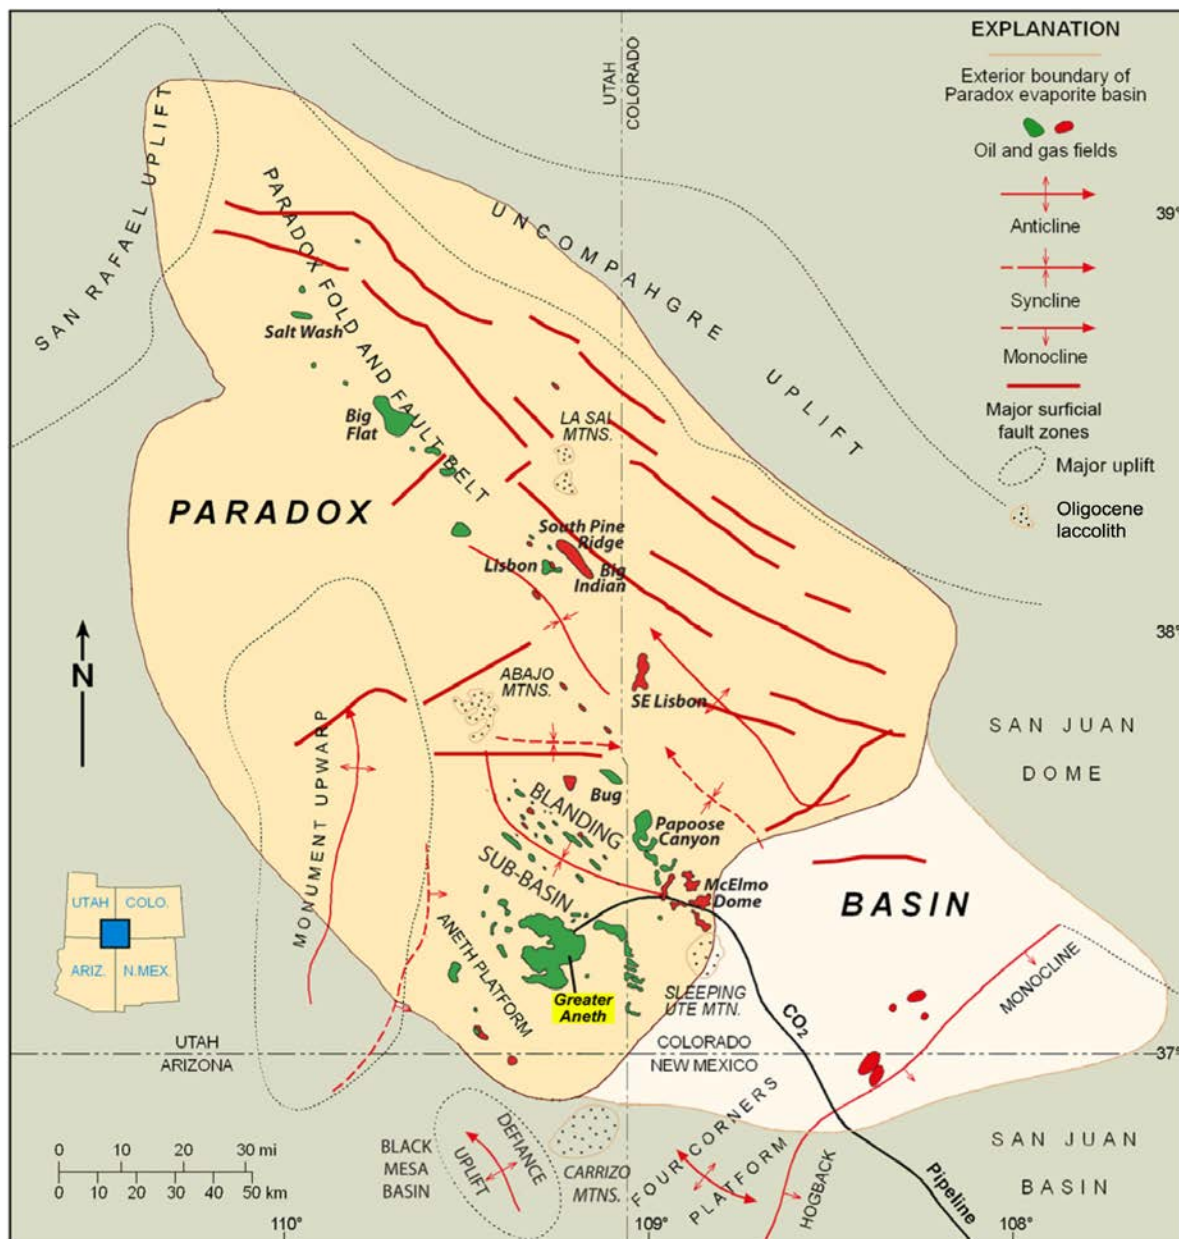 EXPLANATION
Exterior boundary of
Paradox evaporite basin
Oil and gas fields
Anticline
Syncline
Monocline
Major surficial
fault zones
Major uplift
Oligocene
laccolith
UTAH
COLORADO
39°
SAN RAFAEL UPLIFT
PARADOX FOLD AND FAULT BELT
UNCOMPAHGRE UPLIFT
Salt Wash
Big
Flat
LA SAL
MTNS.
PARADOX
South Pine
Ridge
Lisbon
Big
Indian
38°
N
ABAJO
MTNS.
SE Lisbon
SAN JUAN
DOME
MONUMENT UPWARP
Bug
BLANDING
SUB-BASIN
Papoose
Canyon
McElmo
Dome
BASIN
UTAH
COLO.
ARIZ.
N.MEX.
ANETH PLATFORM
Greater
Aneth
SLEEPING
UTE MTN.
CO2
MONOCLINE
UTAH
ARIZONA
COLORADO
NEW MEXICO
37°
0 10 20 30 mi
0 10 20 30 40 50 km
BLACK
MESA
BASIN
DEFIANCE
UPLIFT
CARRIZO
MTNS.
FOUR CORNERS
PLATFORM
HOGBACK
Pipeline
SAN JUAN
BASIN
110°
109°
108°